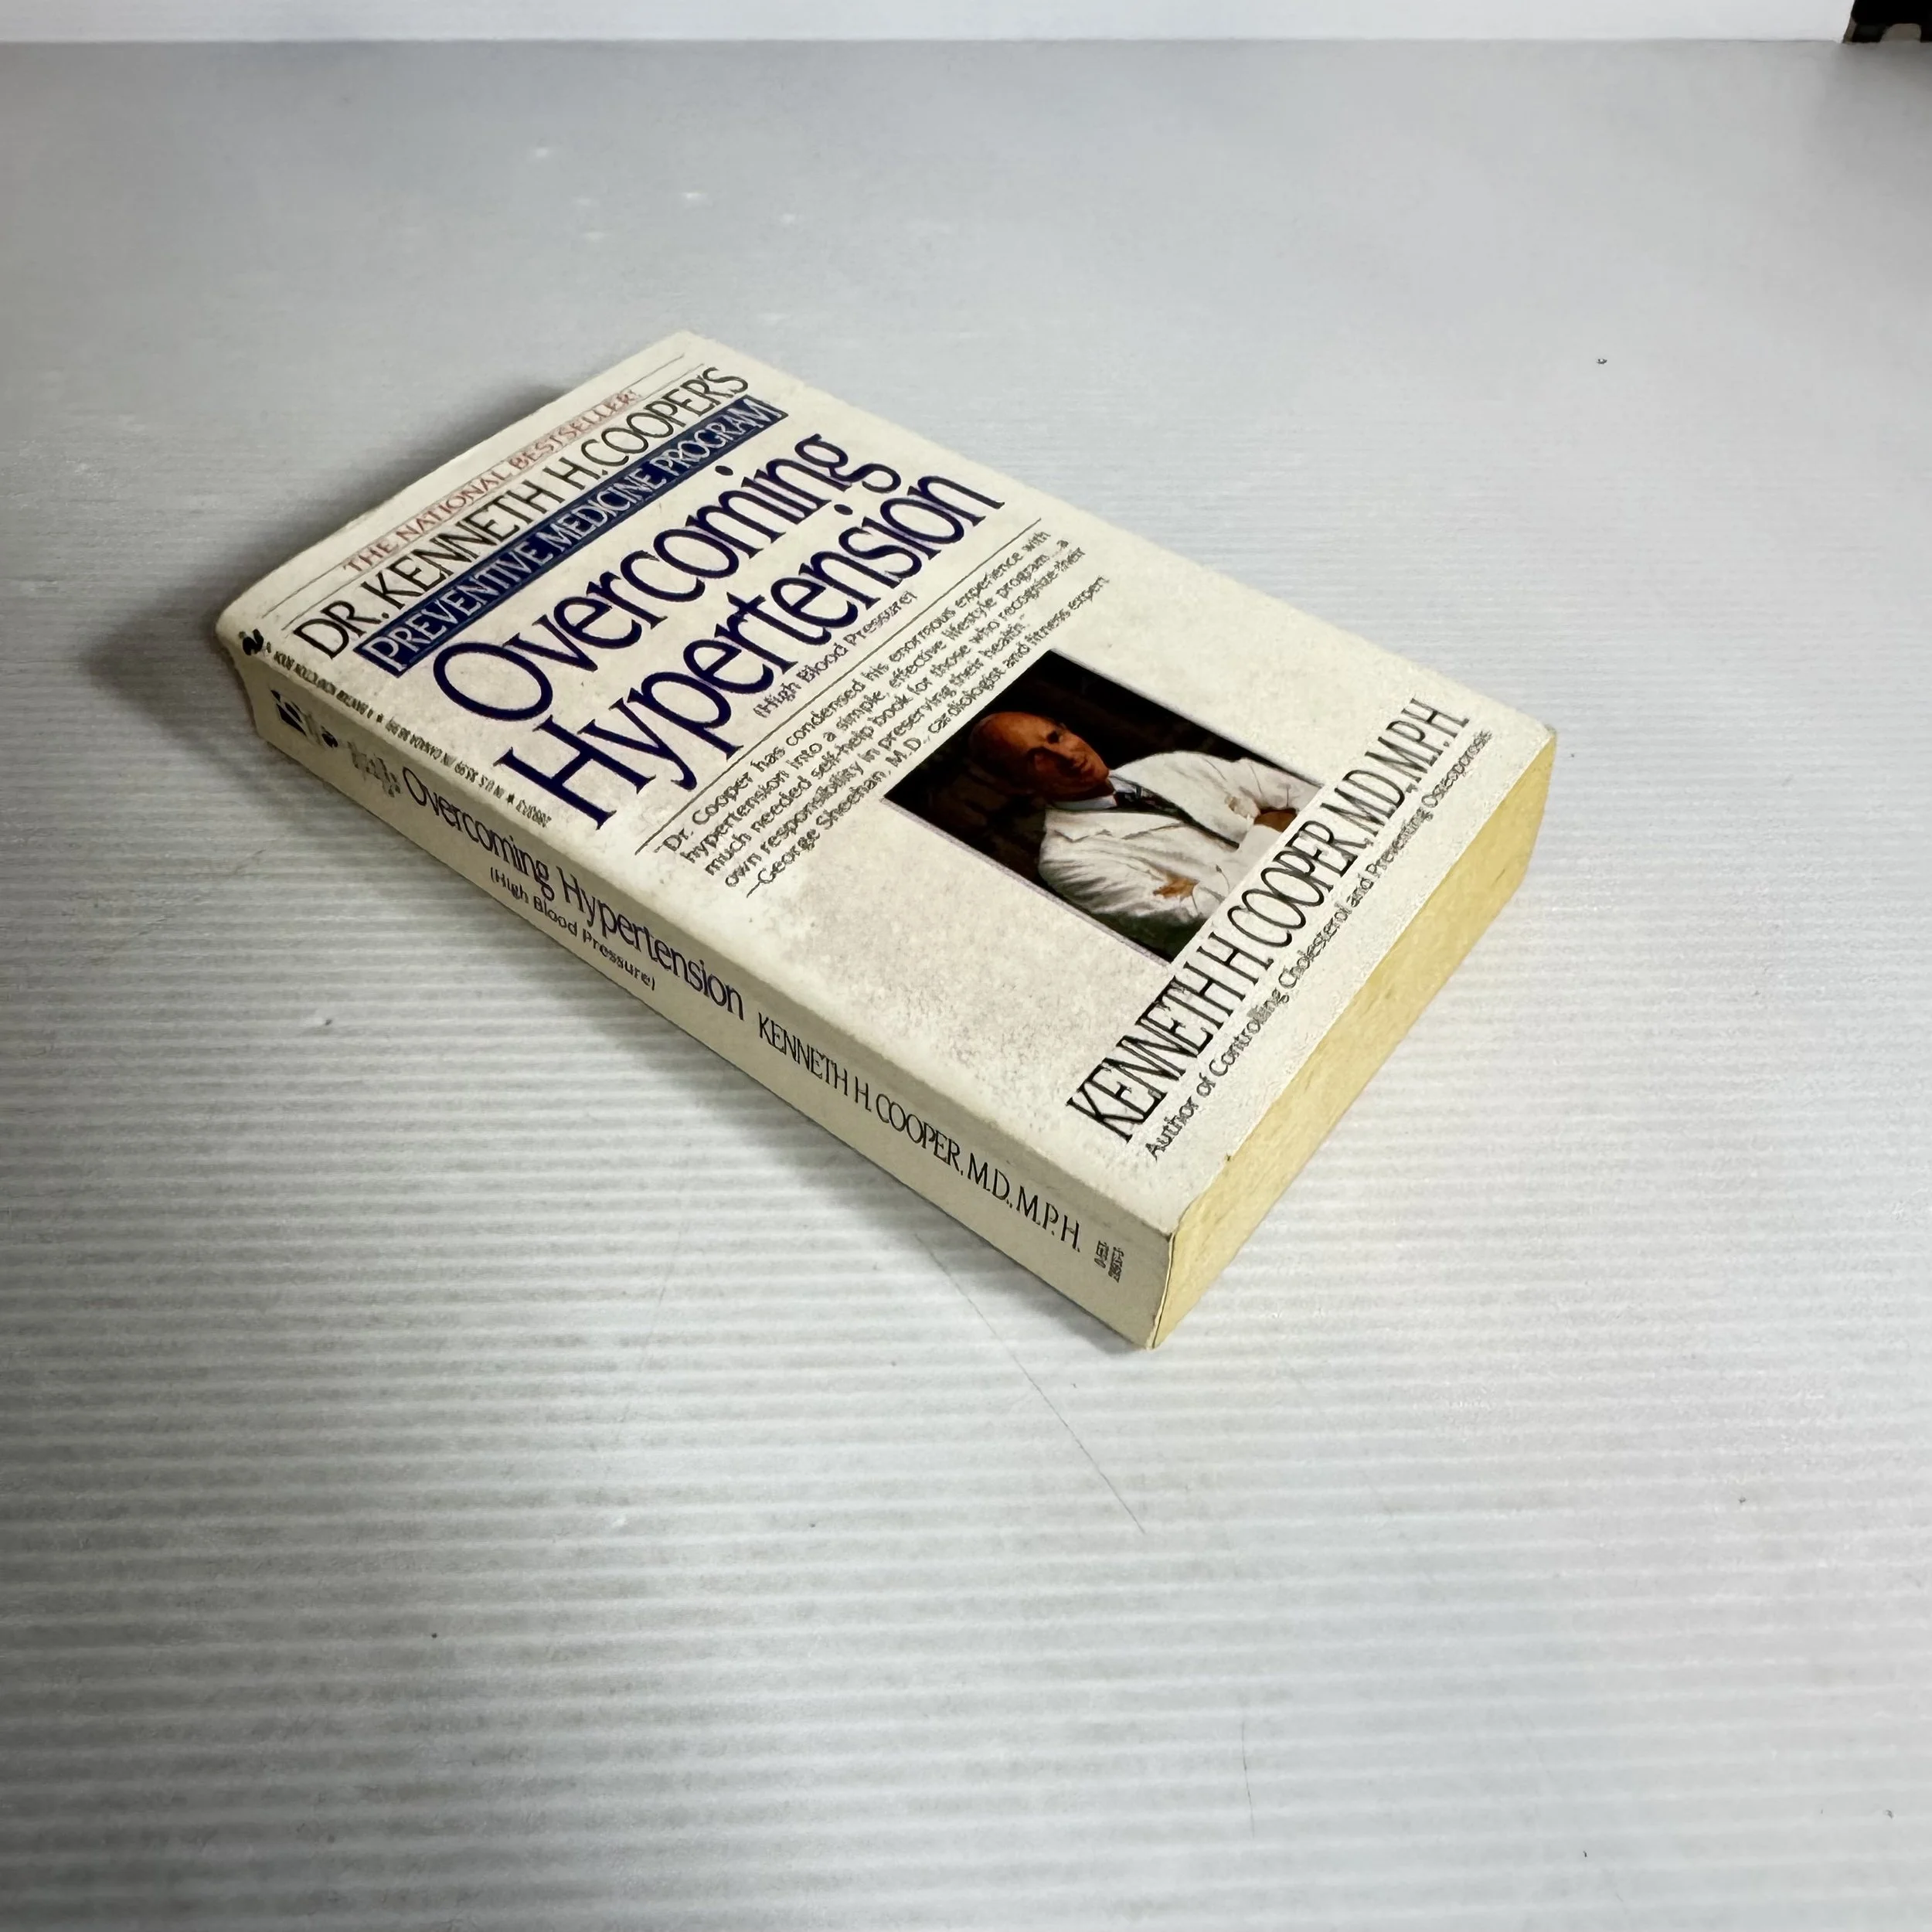 THE NATIONAL BESTSELLER!
DR. KENNETH H. COOPER'S
PREVENTIVE MEDICINE PROGRAM
Overcoming
Hypertension
(High Blood Pressure)
"Dr. Cooper has condensed his enormous experience with
hypertension into a simple, effective lifestyle program....a
much needed self-help book for those who recognize their
own responsibility in preserving their health."
—George Sheehan, M.D., cardiologist and fitness expert
KENNETH H. COOPER, M.D., M.P.H.
Author of Controlling Cholesterol and Preventing Osteoporosis
Overcoming Hypertension
(High Blood Pressure)
KENNETH H. COOPER, M.D., M.P.H.